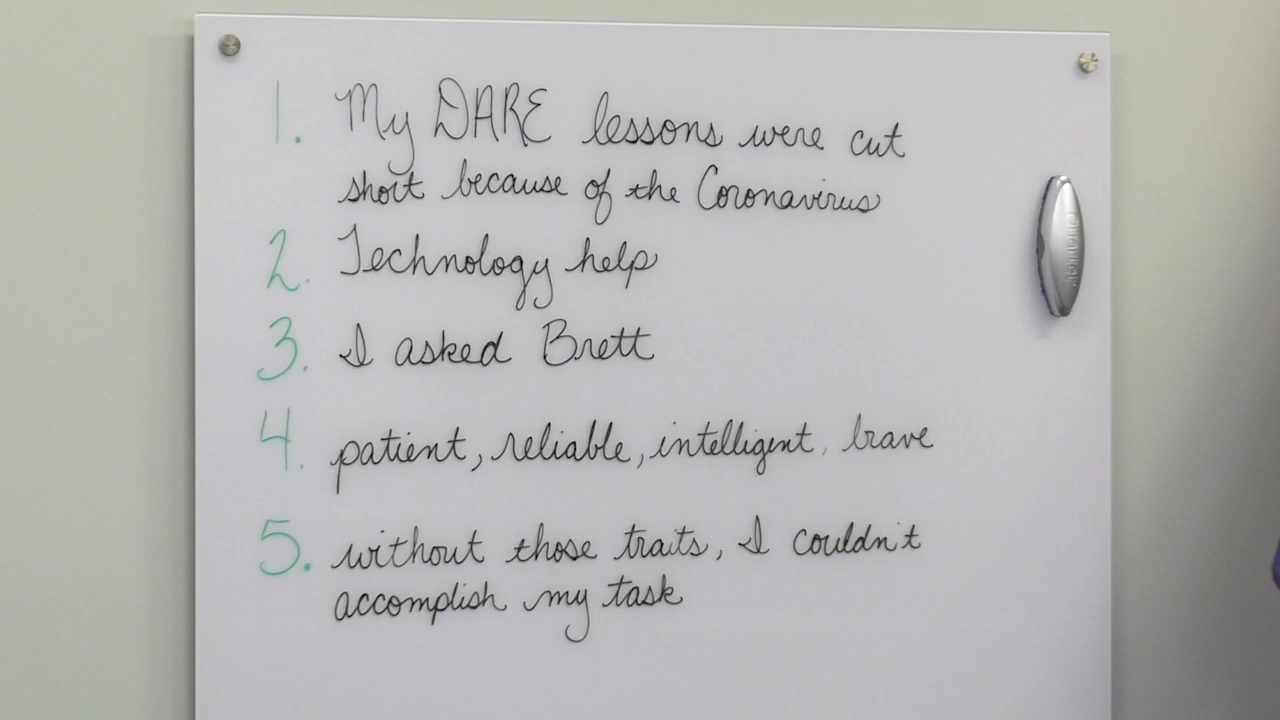 1. My DARE lessons were cut
short because of the Coronavirus
2. Technology help
3. I asked Brett
4. patient, reliable, intelligent, brave
5. without those traits, I couldn't
accomplish my task